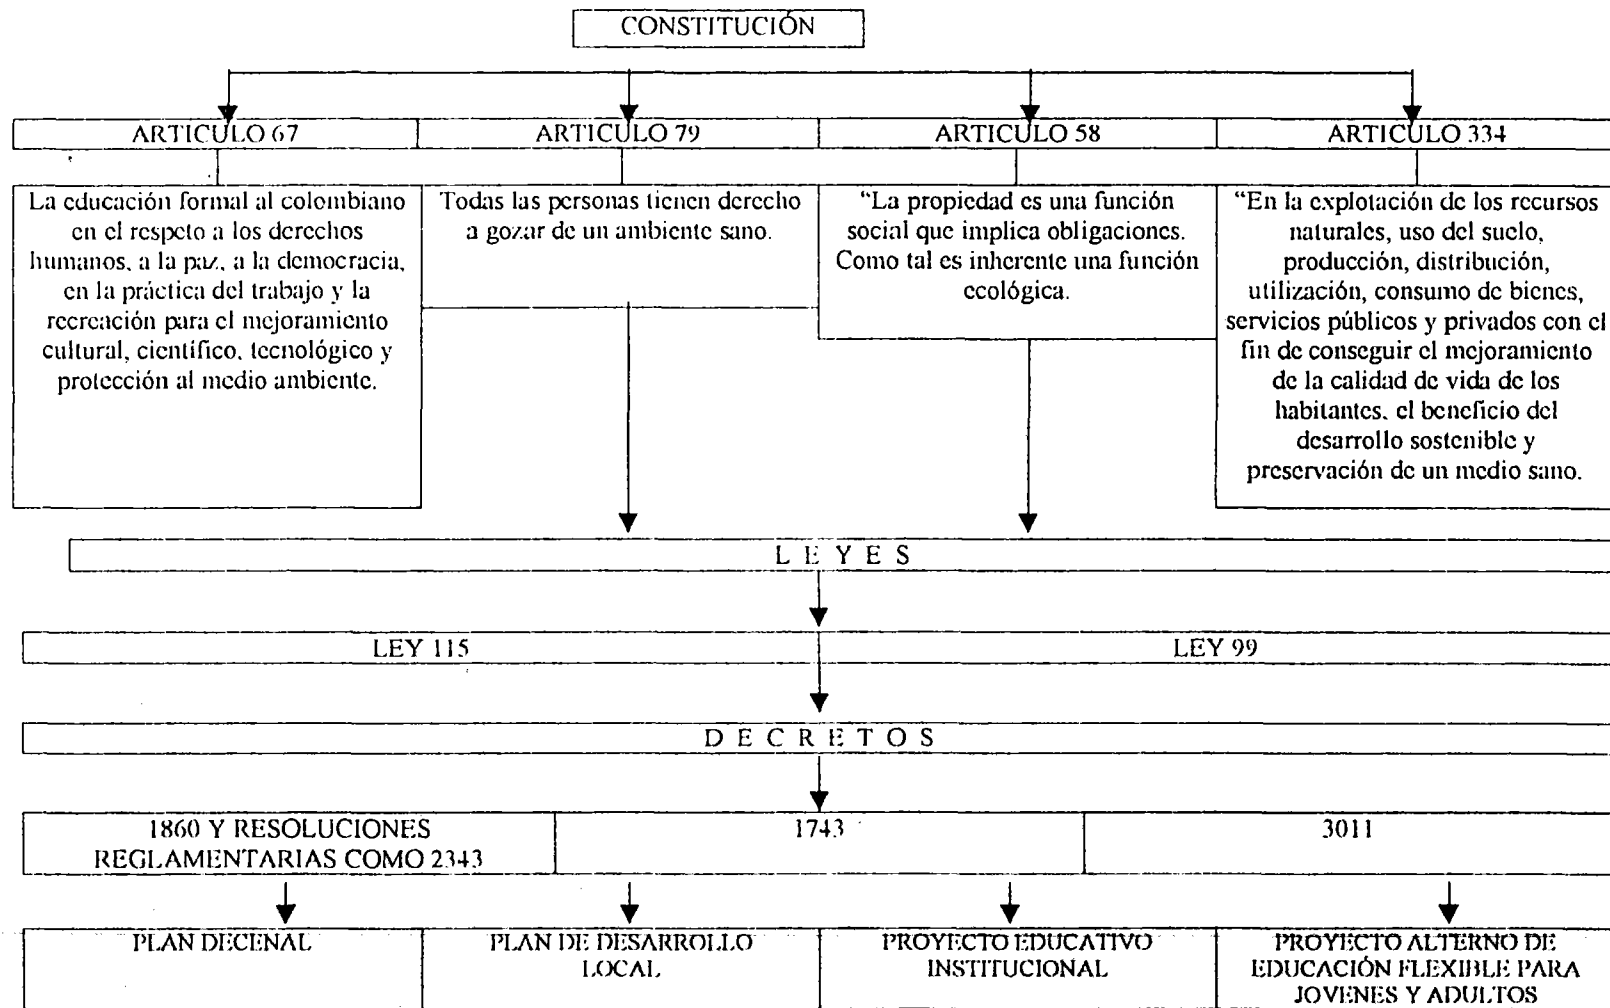 CONSTITUCIÓN
ARTICULO 67
ARTICULO 79
ARTICULO 58
ARTICULO 334
La educación formal al colombiano
en el respeto a los derechos
humanos, a la paz, a la democracia,
en la práctica del trabajo y la
recreación para el mejoramiento
cultural, científico, tecnológico y
protección al medio ambiente.
Todas las personas tienen derecho
a gozar de un ambiente sano.
“La propiedad es una función
social que implica obligaciones.
Como tal es inherente una función
ecológica.
“En la explotación de los recursos
naturales, uso del suelo,
producción, distribución,
utilización, consumo de bienes,
servicios públicos y privados con el
fin de conseguir el mejoramiento
de la calidad de vida de los
habitantes, el beneficio del
desarrollo sostenible y
preservación de un medio sano.
L E Y E S
LEY 115
LEY 99
D E C R E T O S
1860 Y RESOLUCIONES
REGLAMENTARIAS COMO 2343
1743
3011
PLAN DECENAL
PLAN DE DESARROLLO
LOCAL
PROYECTO EDUCATIVO
INSTITUCIONAL
PROYECTO ALTERNO DE
EDUCACIÓN FLEXIBLE PARA
JOVENES Y ADULTOS